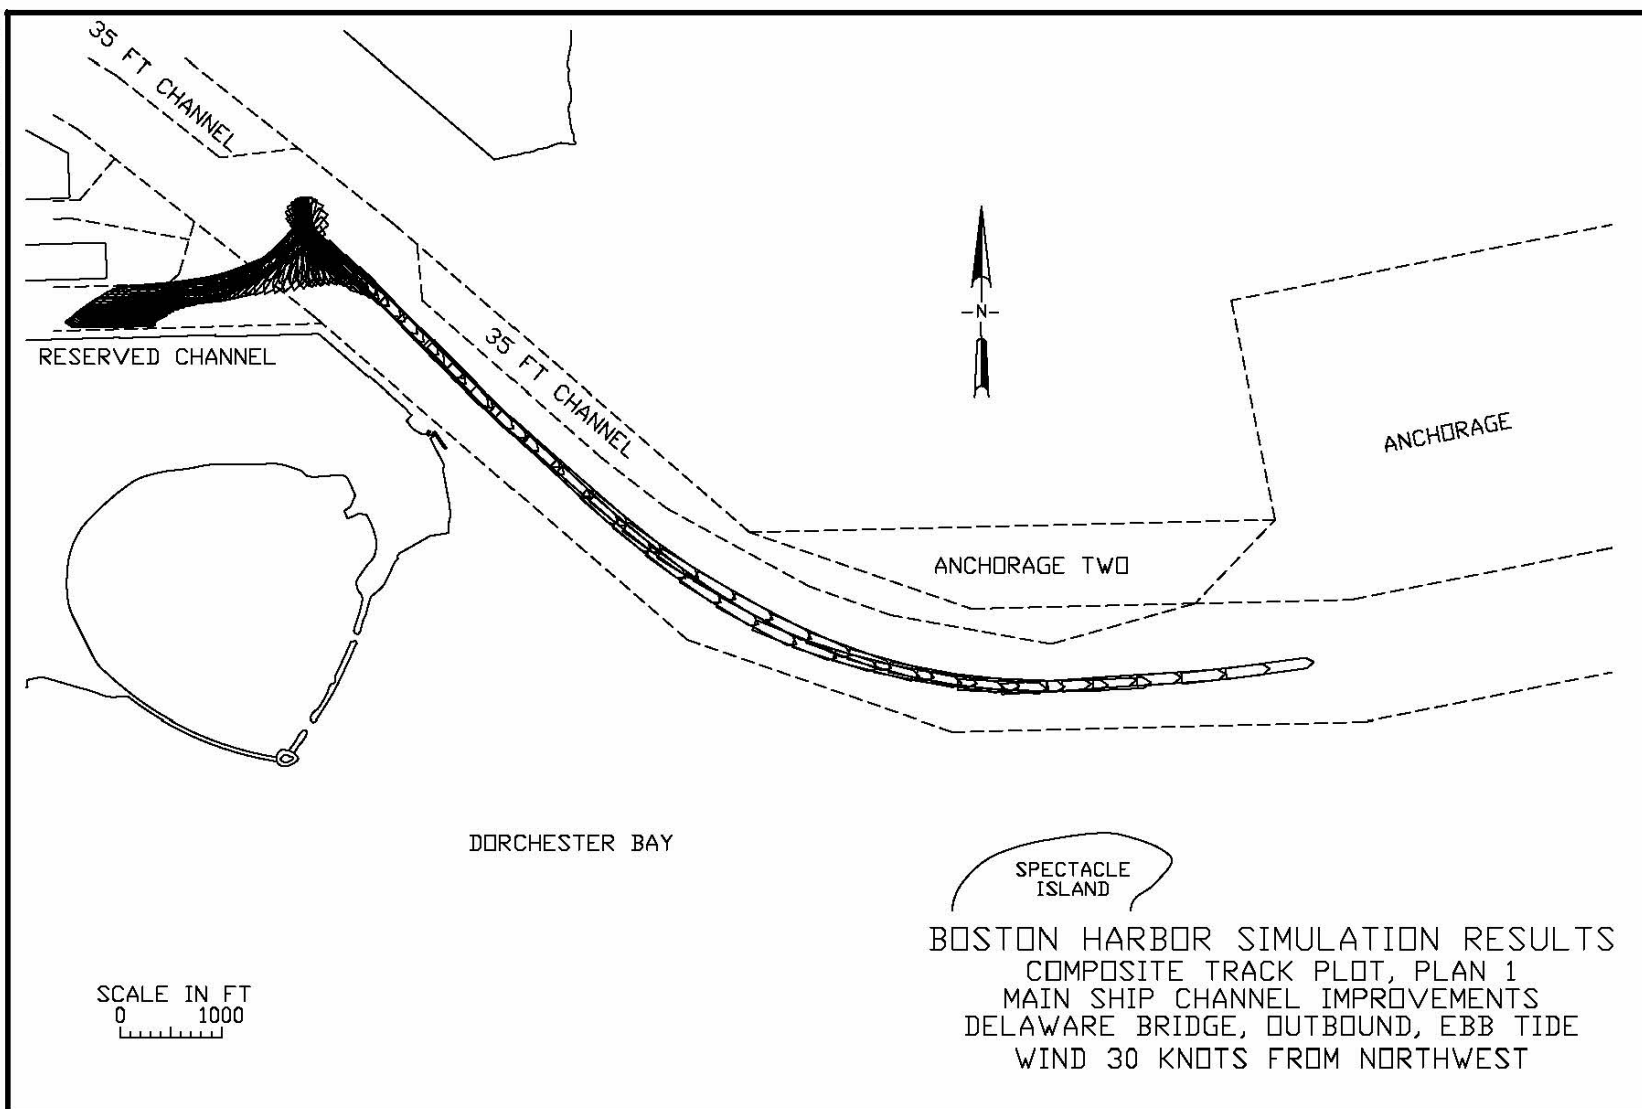 35 FT CHANNEL
-N-
35 FT CHANNEL
RESERVED CHANNEL
ANCHORAGE
ANCHORAGE TWO
DORCHESTER BAY
SPECTACLE
ISLAND
BOSTON HARBOR SIMULATION RESULTS
COMPOSITE TRACK PLOT, PLAN 1
MAIN SHIP CHANNEL IMPROVEMENTS
DELAWARE BRIDGE, OUTBOUND, EBB TIDE
WIND 30 KNOTS FROM NORTHWEST
SCALE IN FT
0 1000